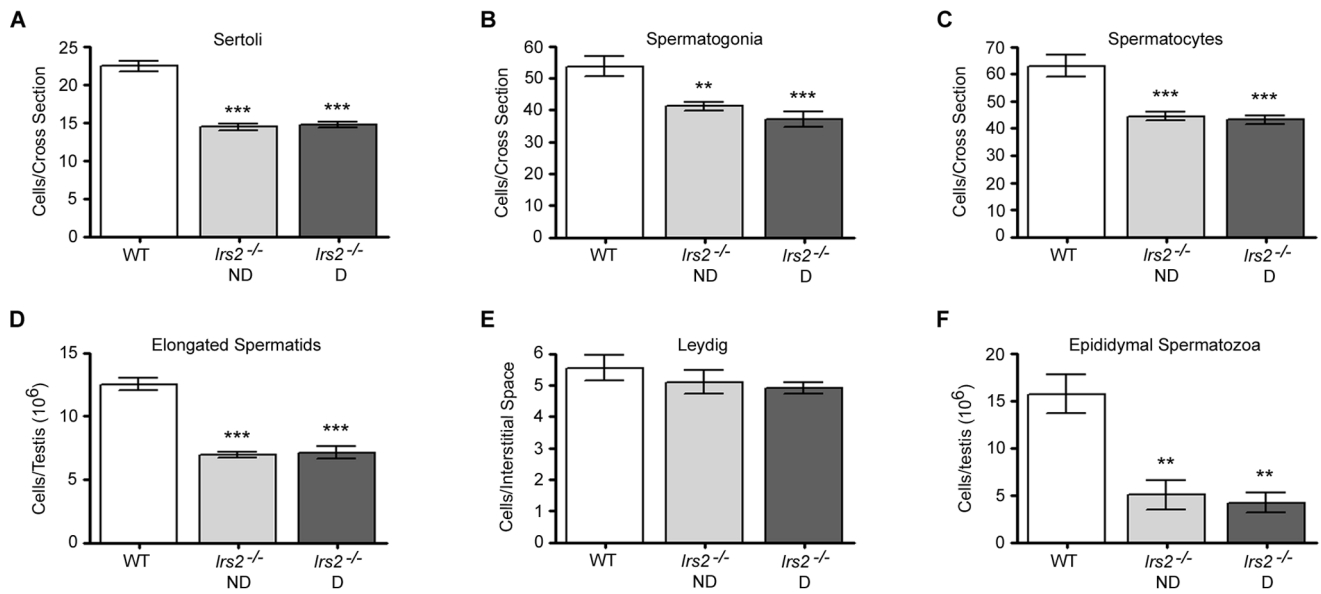 A
Sertoli
Cells/Cross Section
25
20
15
10
5
0
***
***
WT
Irs2 -/-
ND
Irs2 -/-
D
B
Spermatogonia
Cells/Cross Section
60
50
40
30
20
10
0
**
***
WT
Irs2 -/-
ND
Irs2 -/-
D
C
Spermatocytes
Cells/Cross Section
70
60
50
40
30
20
10
0
***
***
WT
Irs2 -/-
ND
Irs2 -/-
D
D
Elongated Spermatids
Cells/Testis (10^6)
15
10
5
0
***
***
WT
Irs2 -/-
ND
Irs2 -/-
D
E
Leydig
Cells/Interstitial Space
6
5
4
3
2
1
0
WT
Irs2 -/-
ND
Irs2 -/-
D
F
Epididymal Spermatozoa
Cells/testis (10^6)
20
15
10
5
0
**
**
WT
Irs2 -/-
ND
Irs2 -/-
D